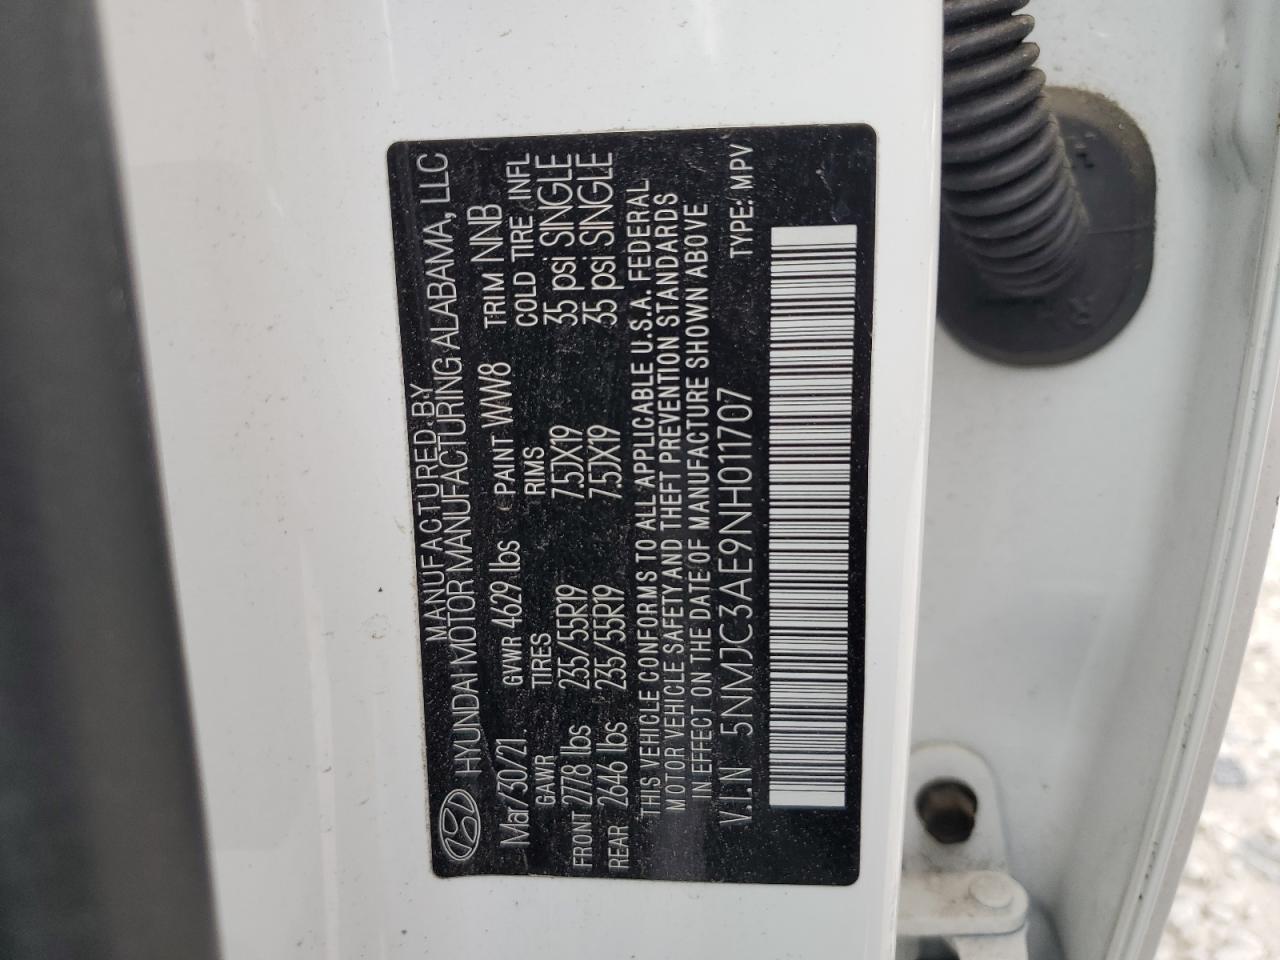 MANUFACTURED BY
HYUNDAI MOTOR MANUFACTURING ALABAMA, LLC
Mar/30/21 GVWR 4629 lbs PAINT WW8 TRIM NNB
GAWR TIRES RIMS COLD TIRE INFL
FRONT 2778 lbs 235/55R19 7.5JX19 35 psi SINGLE
REAR 2646 lbs 235/55R19 7.5JX19 35 psi SINGLE
THIS VEHICLE CONFORMS TO ALL APPLICABLE U.S.A. FEDERAL
MOTOR VEHICLE SAFETY AND THEFT PREVENTION STANDARDS
IN EFFECT ON THE DATE OF MANUFACTURE SHOWN ABOVE
V.I.N 5NMJC3AE9NH011707 TYPE: MPV